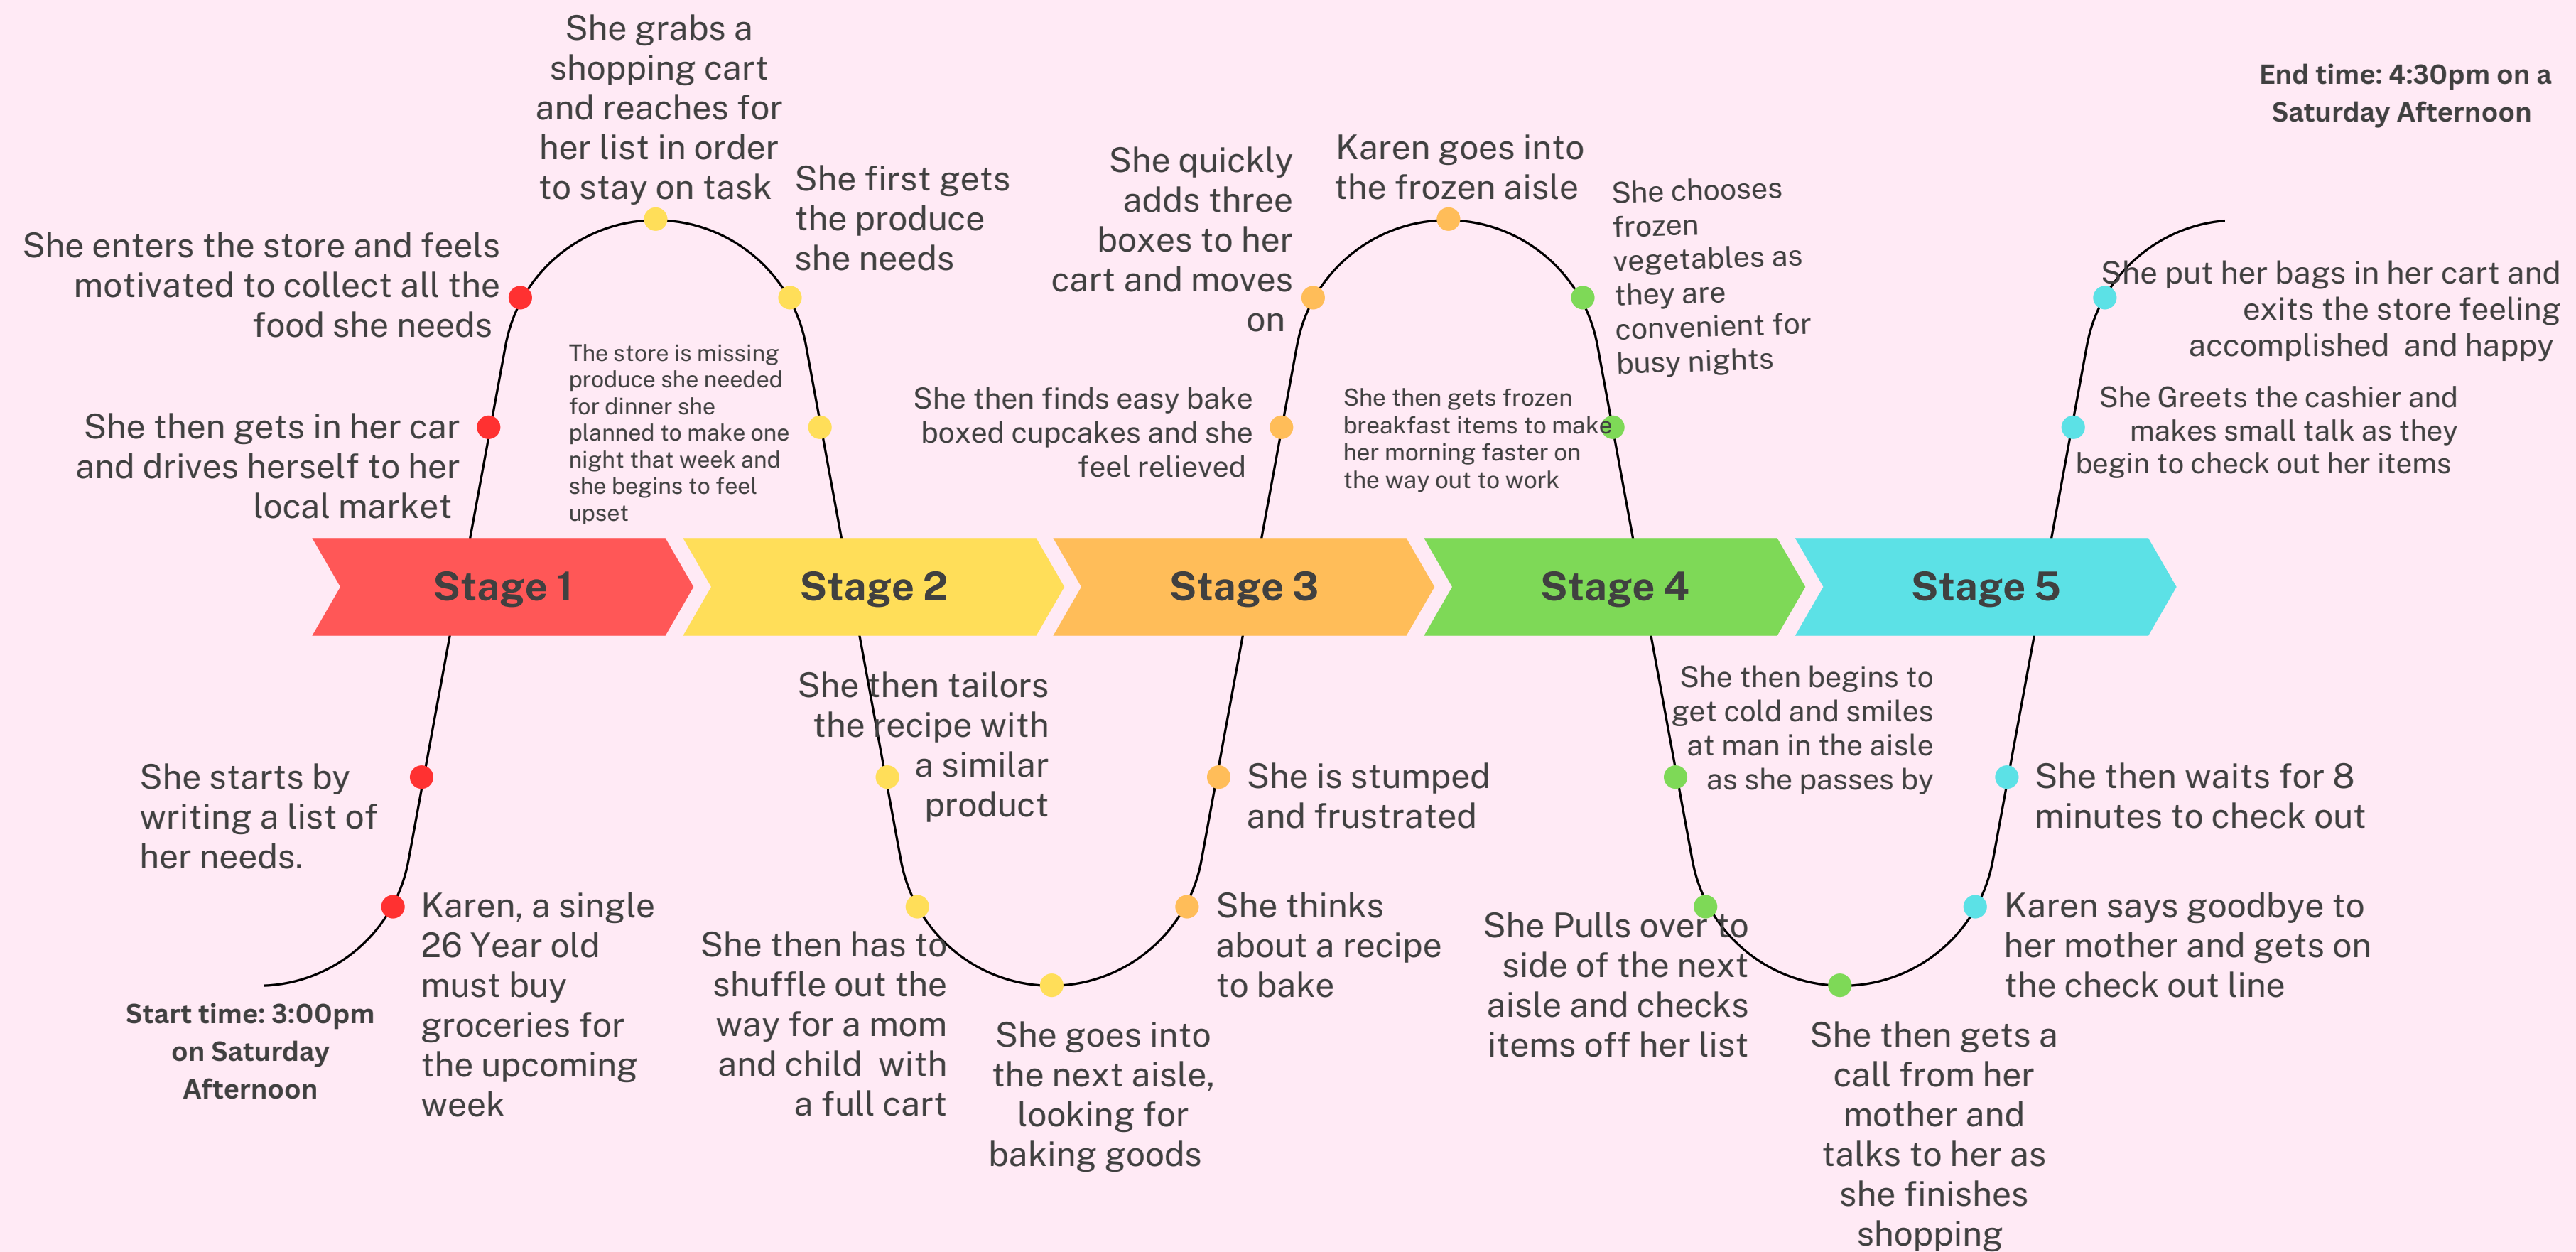 Start time: 3:00pm
on Saturday
Afternoon
Karen, a single
26 Year old
must buy
groceries for
the upcoming
week
She starts by
writing a list of
her needs.
Stage 1
She then gets in her car
and drives herself to her
local market
She enters the store and feels
motivated to collect all the
food she needs
She grabs a
shopping cart
and reaches for
her list in order
to stay on task
She first gets
the produce
she needs
The store is missing
produce she needed
for dinner she
planned to make one
night that week and
she begins to feel
upset
Stage 2
She then tailors
the recipe with
a similar
product
She then has to
shuffle out the
way for a mom
and child  with
a full cart
She goes into
the next aisle,
looking for
baking goods
She thinks
about a recipe
to bake
She is stumped
and frustrated
Stage 3
She then finds easy bake
boxed cupcakes and she
feel relieved
She quickly
adds three
boxes to her
cart and moves
on
Karen goes into
the frozen aisle
She chooses
frozen
vegetables as
they are
convenient for
busy nights
She then gets frozen
breakfast items to make
her morning faster on
the way out to work
Stage 4
She then begins to
get cold and smiles
at man in the aisle
as she passes by
She Pulls over to
side of the next
aisle and checks
items off her list
She then gets a
call from her
mother and
talks to her as
she finishes
shopping
Karen says goodbye to
her mother and gets on
the check out line
She then waits for 8
minutes to check out
Stage 5
She Greets the cashier and
makes small talk as they
begin to check out her items
She put her bags in her cart and
exits the store feeling
accomplished  and happy
End time: 4:30pm on a
Saturday Afternoon